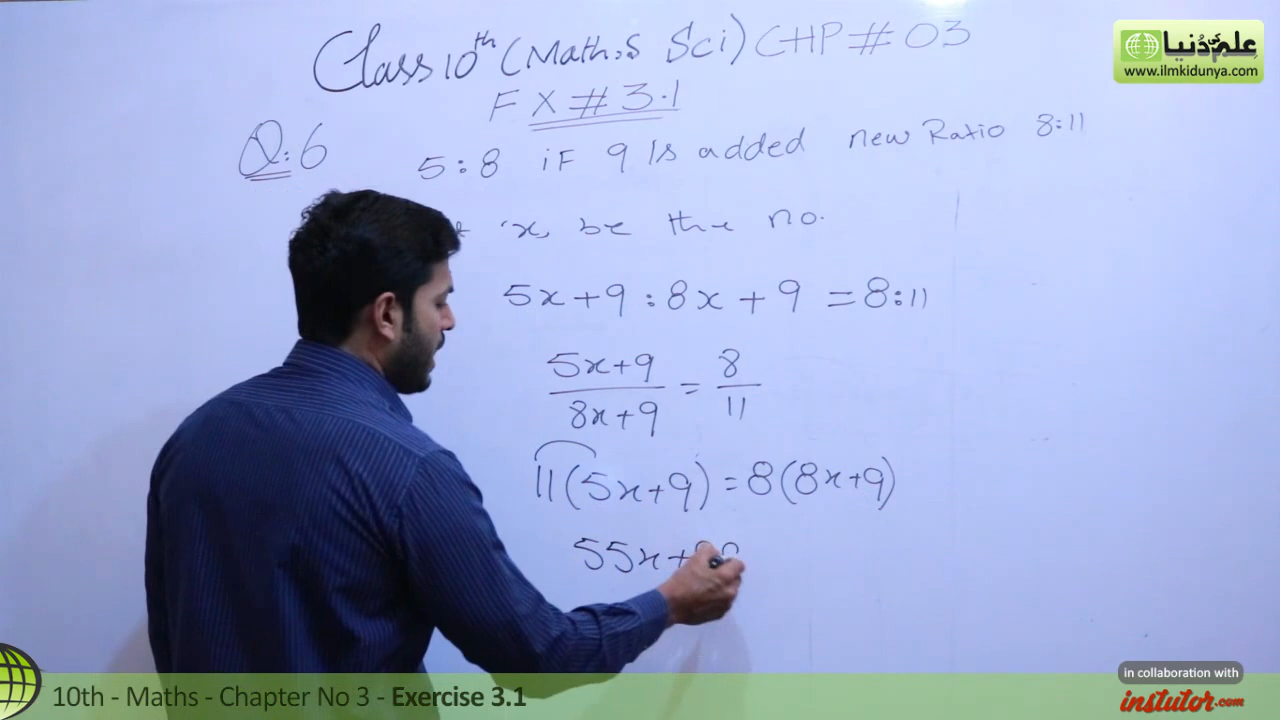 Class 10th (Maths Sci) CHP # 03
EX # 3.1
علم کی دنیا
www.ilmkidunya.com
Q:6 5:8 iF 9 Is added new Ratio 8:11
'x, be the no.
5x+9 : 8x+9 = 8:11
5x+9/8x+9 = 8/11
11(5x+9) = 8(8x+9)
55x+
in collaboration with
instutor.com
10th - Maths - Chapter No 3 - Exercise 3.1